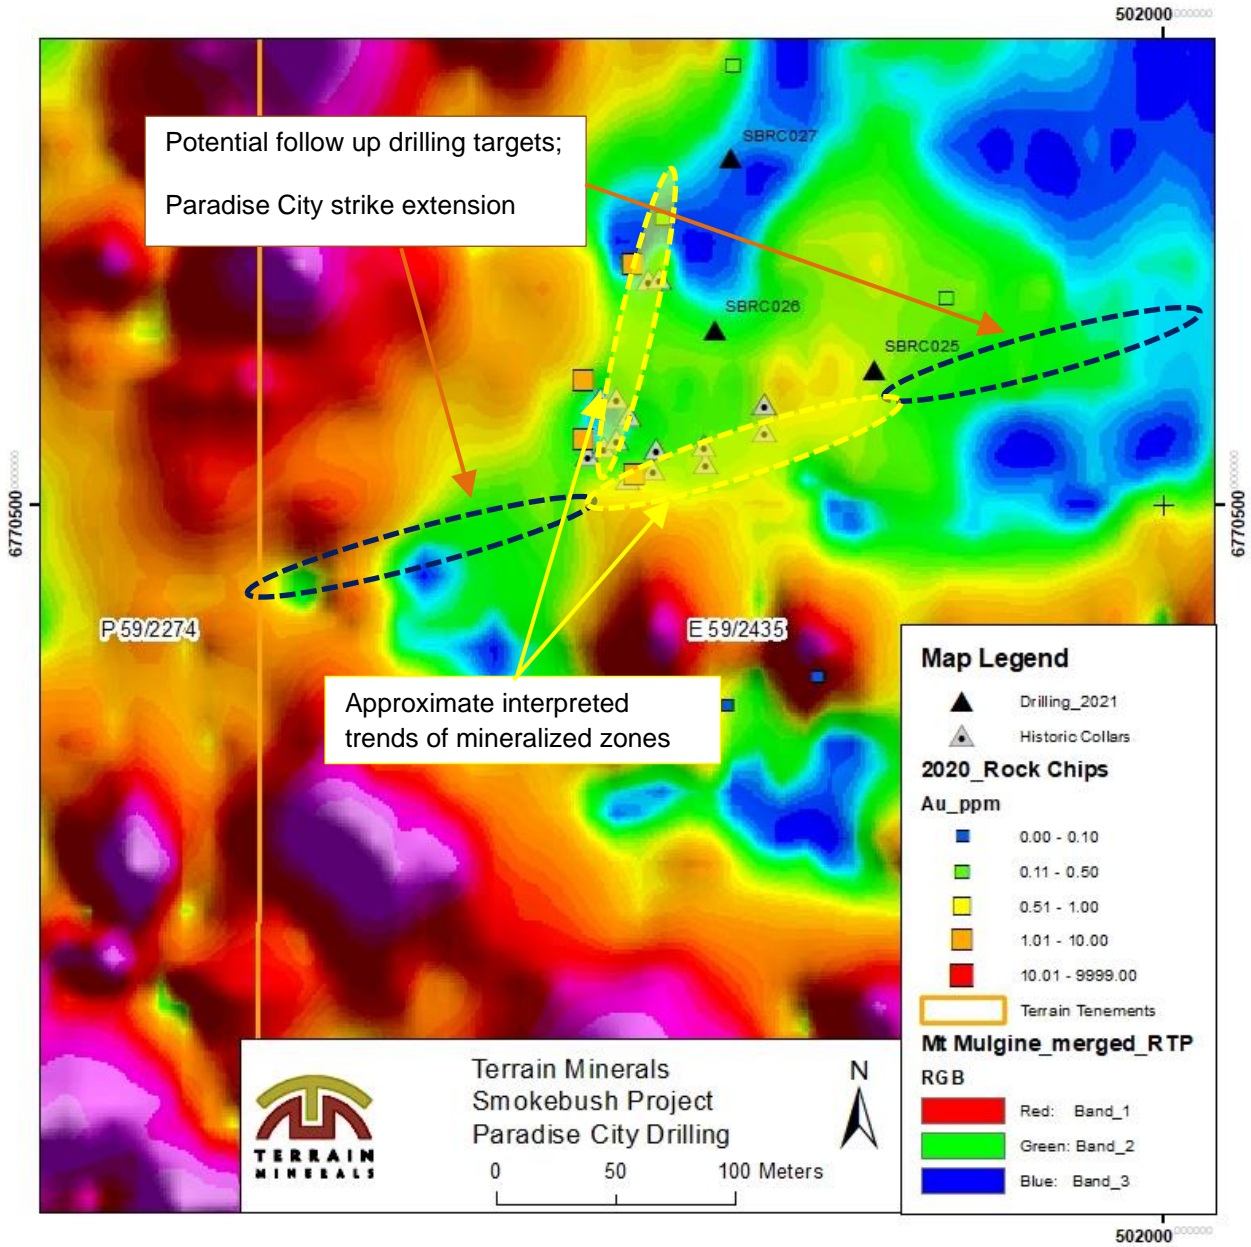 502000
Potential follow up drilling targets;
Paradise City strike extension
SBRC027
SBRC026
SBRC025
6770500
6770500
P 59/2274
E 59/2435
Approximate interpreted
trends of mineralized zones
Map Legend
Drilling_2021
Historic Collars
2020_Rock Chips
Au_ppm
0.00 - 0.10
0.11 - 0.50
0.51 - 1.00
1.01 - 10.00
10.01 - 9999.00
Terrain Tenements
Mt Mulgine_merged_RTP
RGB
Red: Band_1
Green: Band_2
Blue: Band_3
TERRAIN
MINERALS
Terrain Minerals
Smokebush Project
Paradise City Drilling
0 50 100 Meters
N
502000